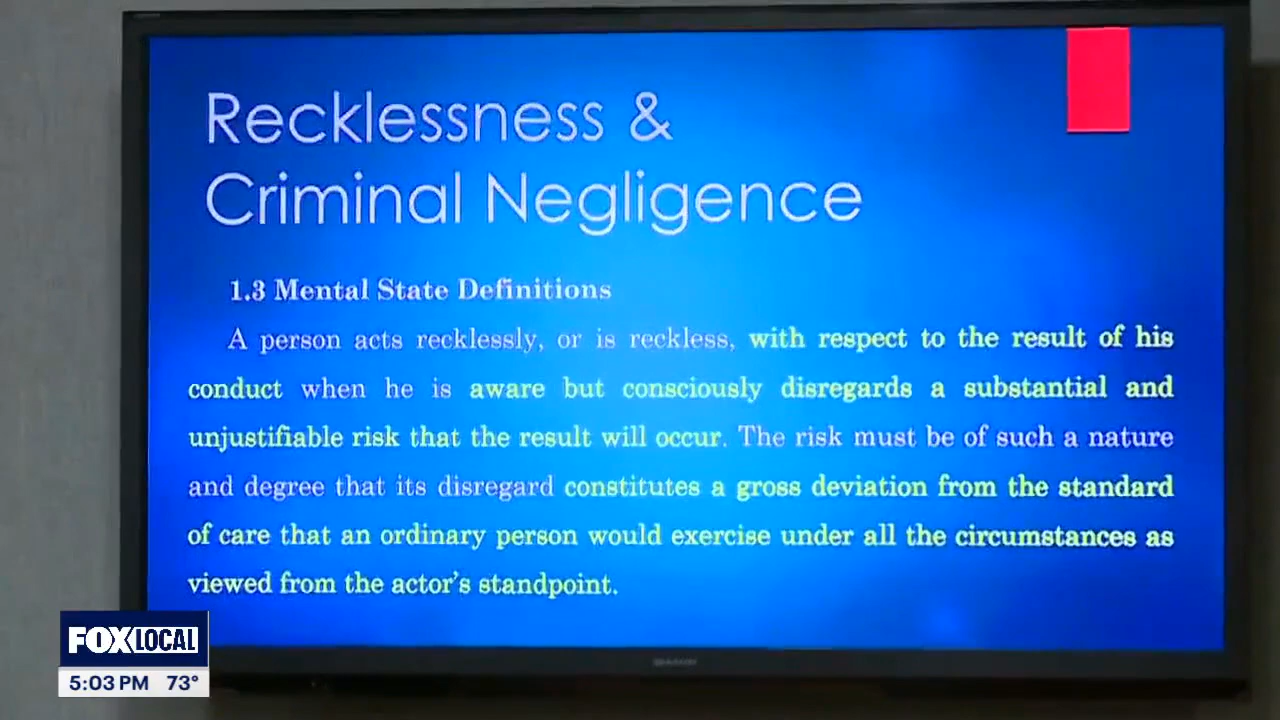 Recklessness &
Criminal Negligence
1.3 Mental State Definitions
A person acts recklessly, or is reckless, with respect to the result of his
conduct when he is aware but consciously disregards a substantial and
unjustifiable risk that the result will occur. The risk must be of such a nature
and degree that its disregard constitutes a gross deviation from the standard
of care that an ordinary person would exercise under all the circumstances as
viewed from the actor's standpoint.
FOX LOCAL
5:03 PM 73°